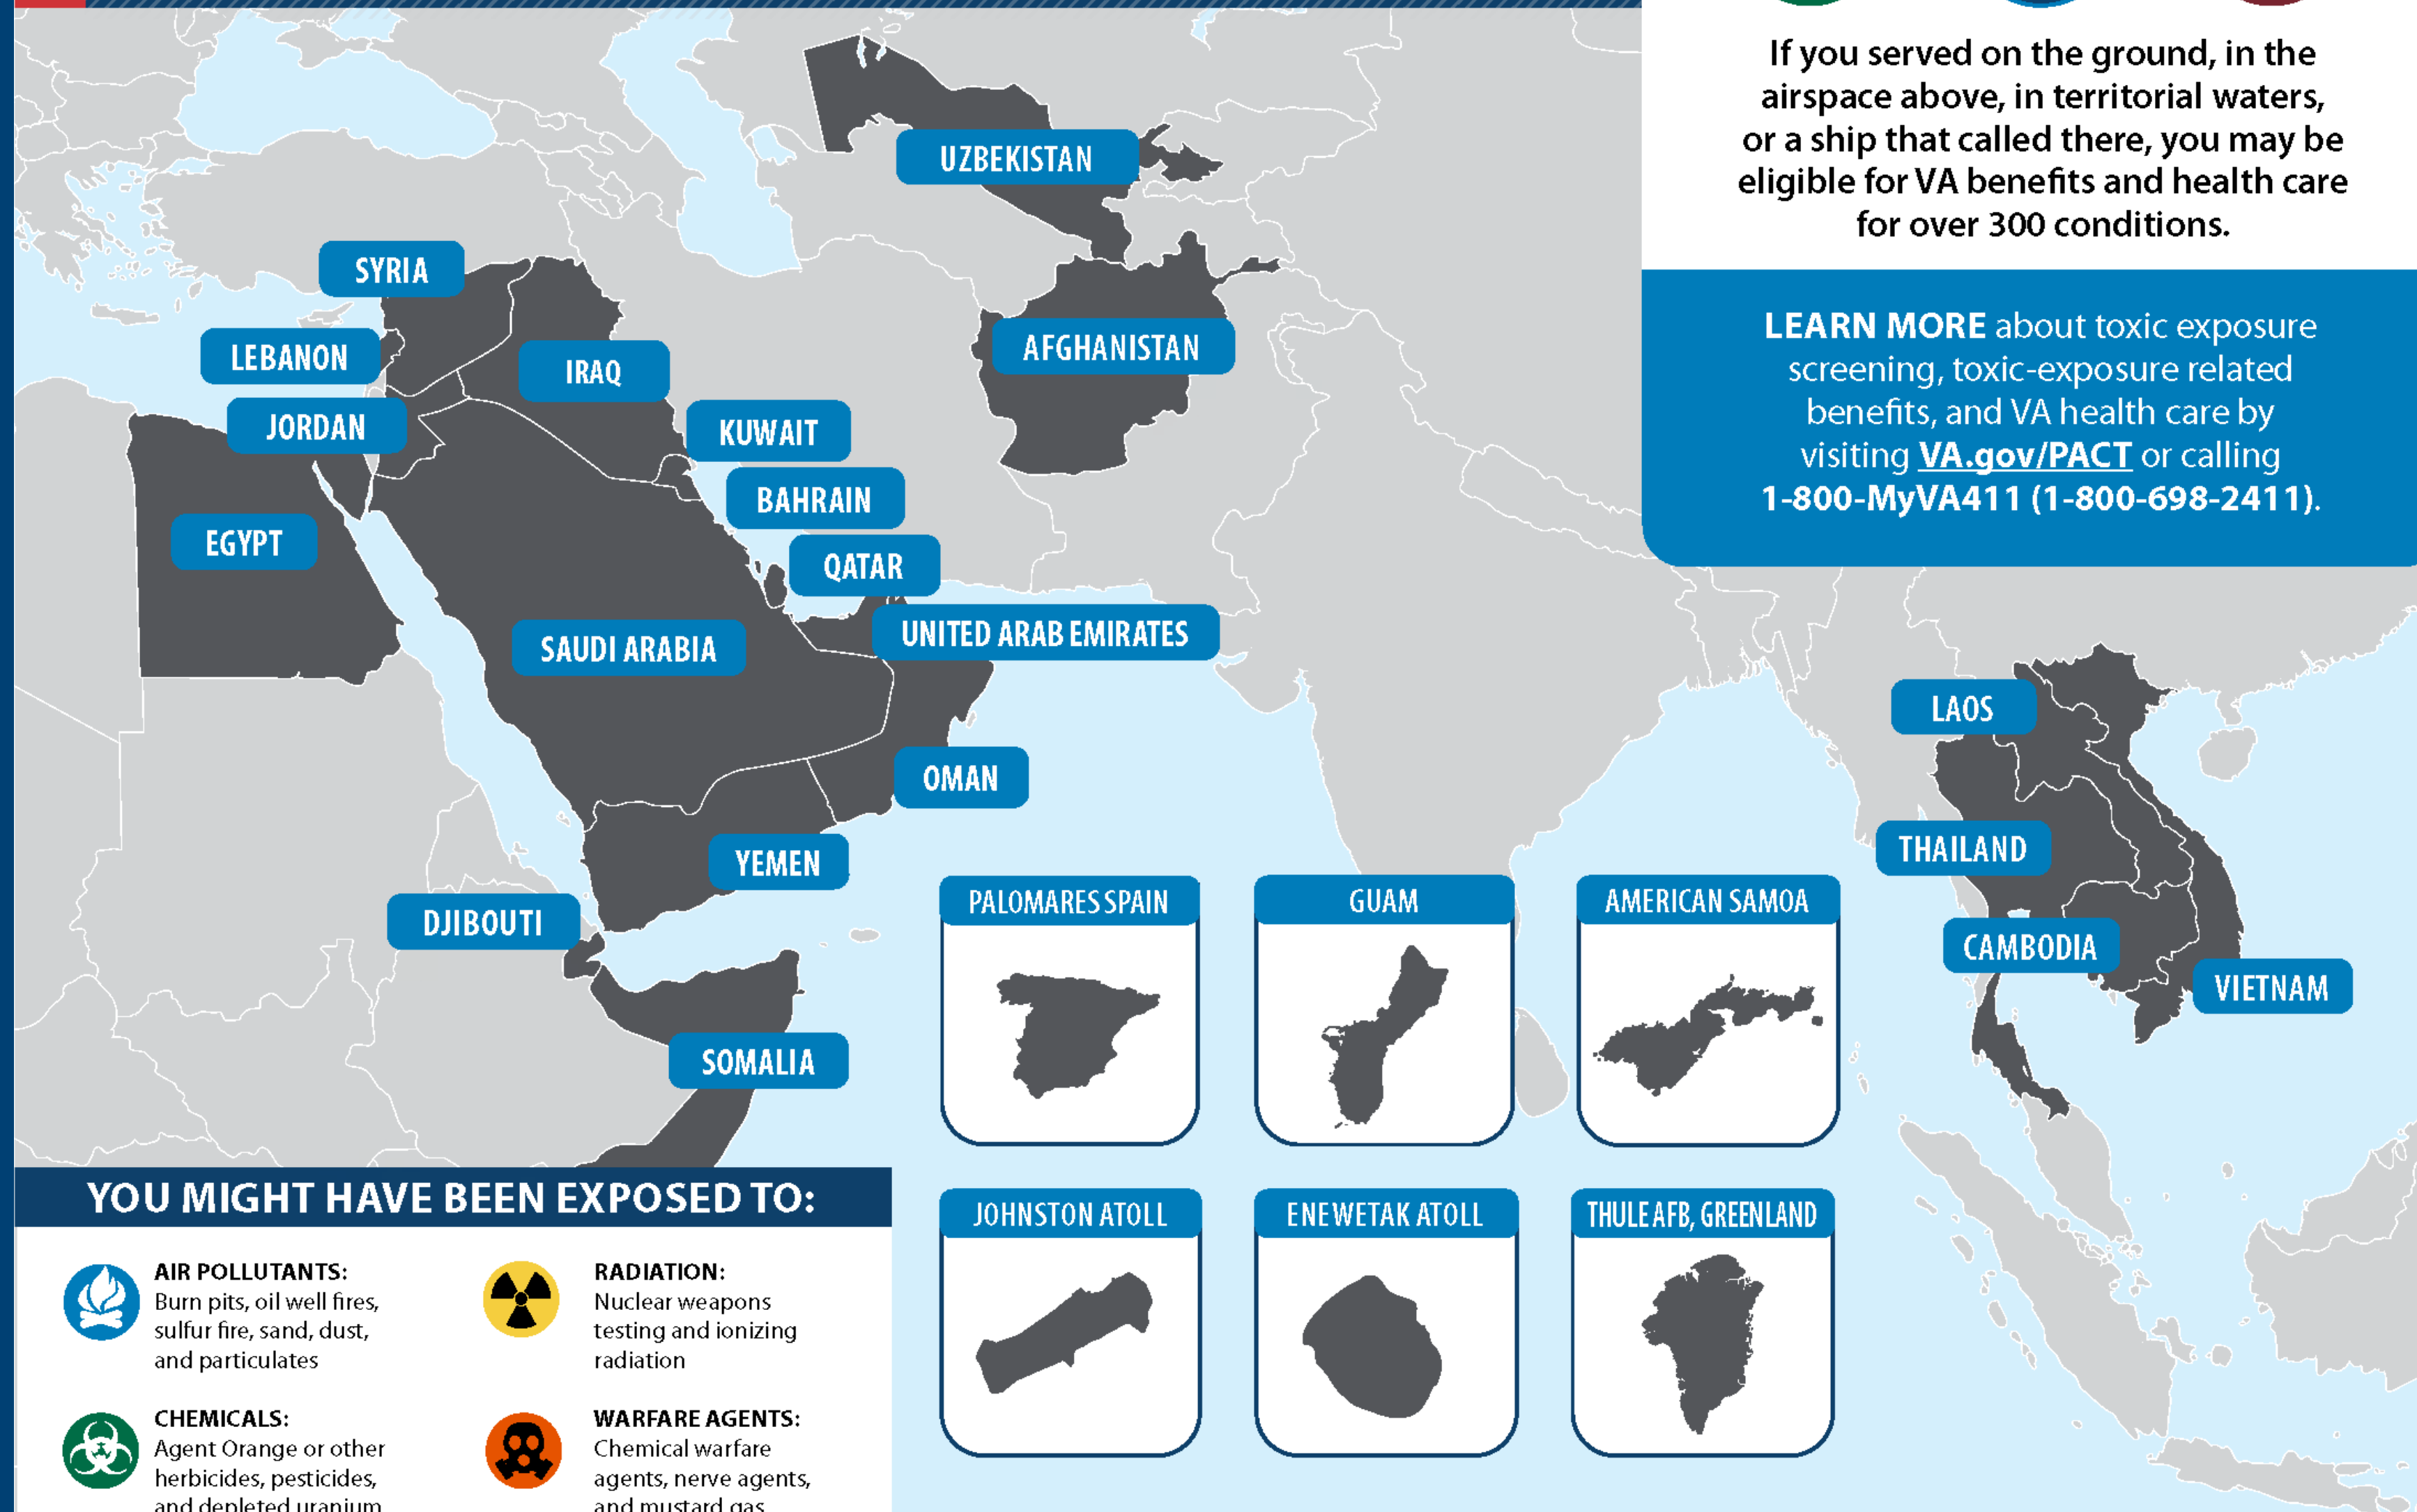 If you served on the ground, in the
airspace above, in territorial waters,
or a ship that called there, you may be
eligible for VA benefits and health care
for over 300 conditions.
LEARN MORE about toxic exposure
screening, toxic-exposure related
benefits, and VA health care by
visiting VA.gov/PACT or calling
1-800-MyVA411 (1-800-698-2411).
UZBEKISTAN
SYRIA
LEBANON
IRAQ
AFGHANISTAN
JORDAN
KUWAIT
BAHRAIN
EGYPT
QATAR
SAUDI ARABIA
UNITED ARAB EMIRATES
OMAN
YEMEN
DJIBOUTI
SOMALIA
LAOS
THAILAND
CAMBODIA
VIETNAM
PALOMARES SPAIN
GUAM
AMERICAN SAMOA
JOHNSTON ATOLL
ENEWETAK ATOLL
THULE AFB, GREENLAND
YOU MIGHT HAVE BEEN EXPOSED TO:
AIR POLLUTANTS:
Burn pits, oil well fires,
sulfur fire, sand, dust,
and particulates
RADIATION:
Nuclear weapons
testing and ionizing
radiation
CHEMICALS:
Agent Orange or other
herbicides, pesticides,
and depleted uranium
WARFARE AGENTS:
Chemical warfare
agents, nerve agents,
and mustard gas